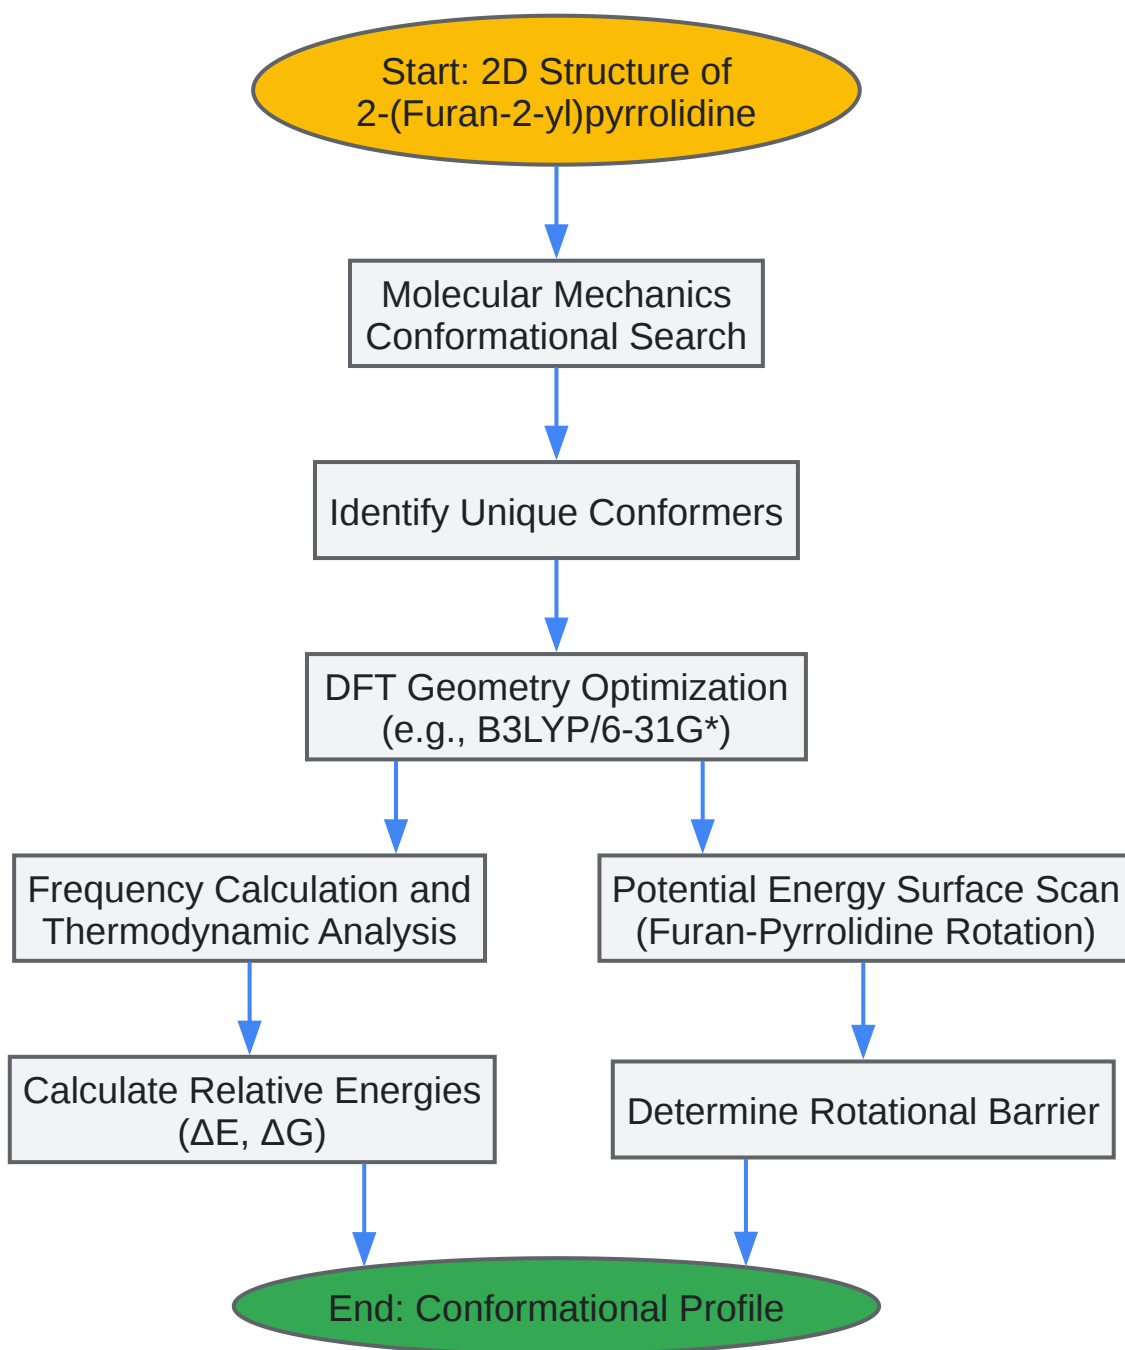 Start: 2D Structure of
2-(Furan-2-yl)pyrrolidine
Molecular Mechanics
Conformational Search
Identify Unique Conformers
DFT Geometry Optimization
(e.g., B3LYP/6-31G*)
Frequency Calculation and
Thermodynamic Analysis
Potential Energy Surface Scan
(Furan-Pyrrolidine Rotation)
Calculate Relative Energies
(ΔE, ΔG)
Determine Rotational Barrier
End: Conformational Profile